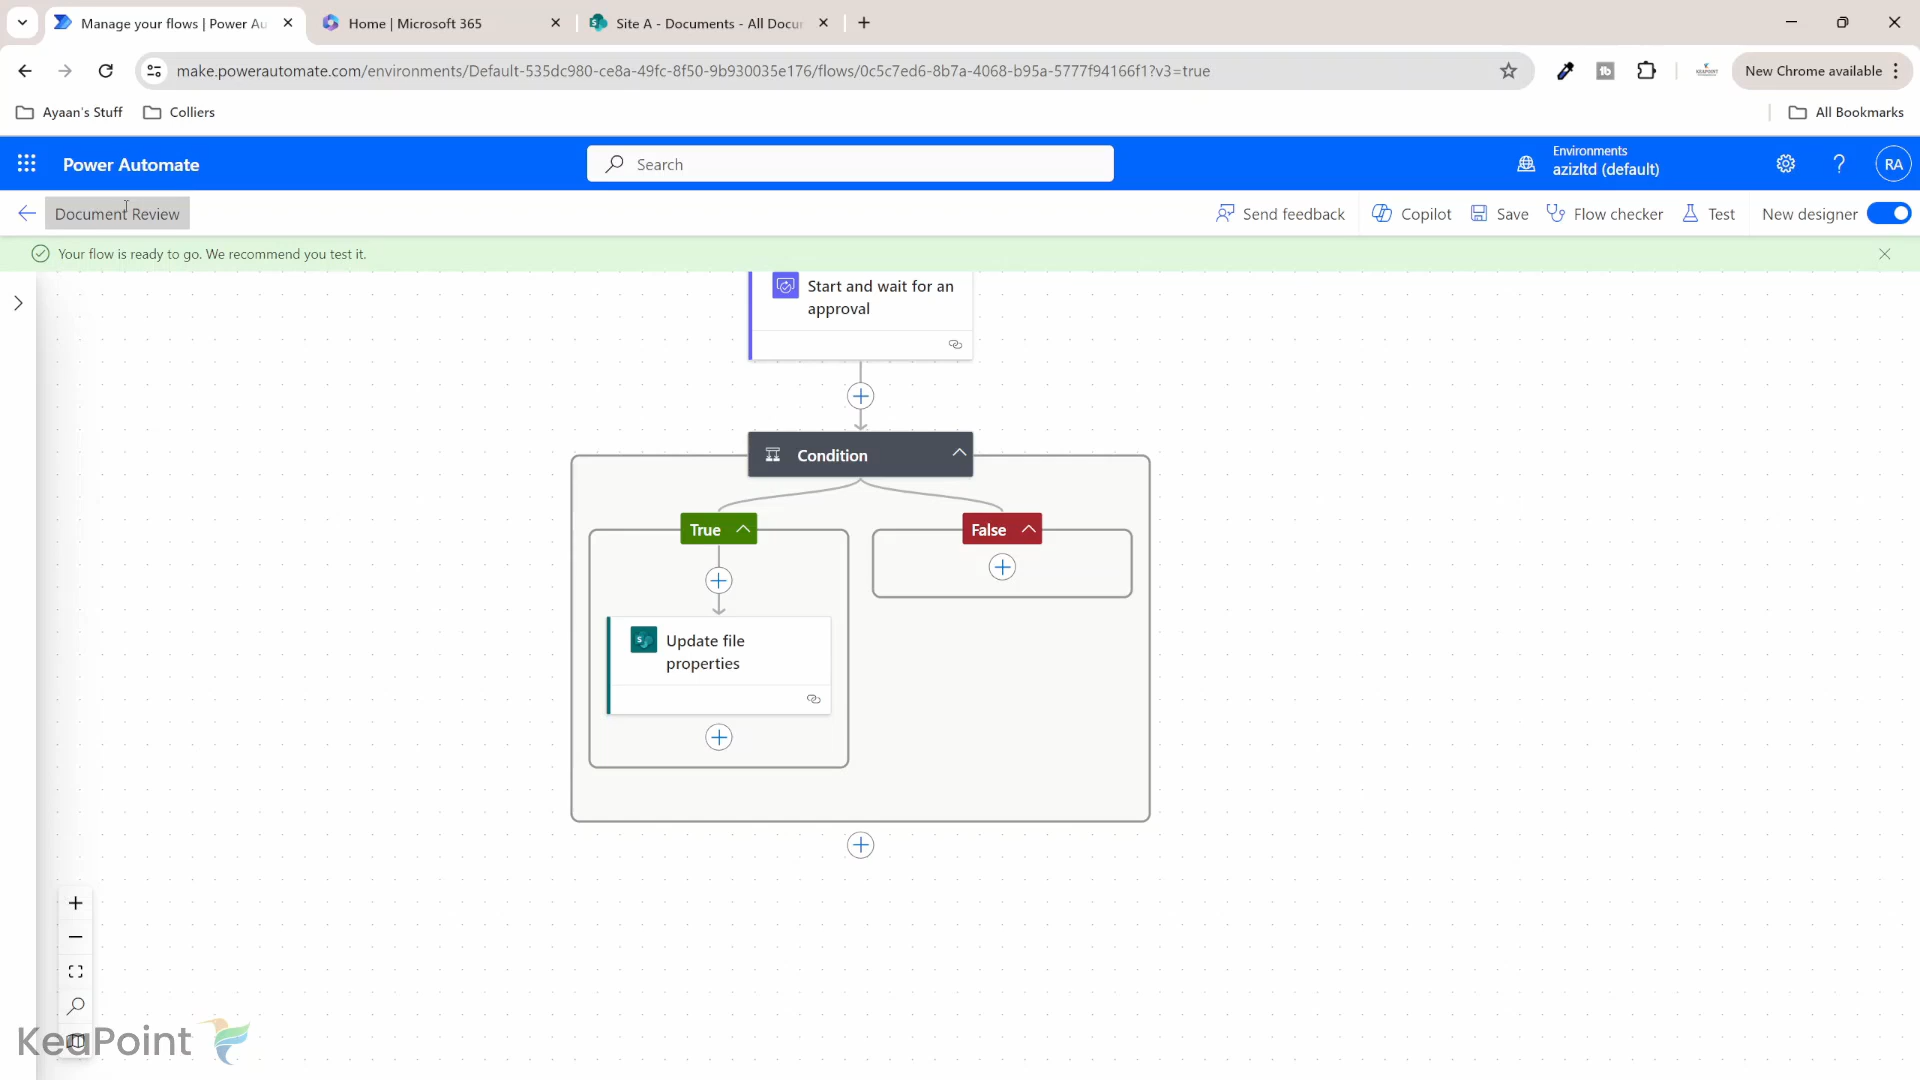 Manage your flows | Power Au
Home | Microsoft 365
Site A - Documents - All Docur
make.powerautomate.com/environments/Default-535dc980-ce8a-49fc-8f50-9b930035e176/flows/0c5c7ed6-8b7a-4068-b95a-5777f94166f1?v3=true
New Chrome available
Ayaan's Stuff
Colliers
All Bookmarks
Power Automate
Search
Environments
azizltd (default)
RA
Document Review
Send feedback
Copilot
Save
Flow checker
Test
New designer
Your flow is ready to go. We recommend you test it.
Start and wait for an
approval
Condition
True
False
Update file
properties
KeaPoint